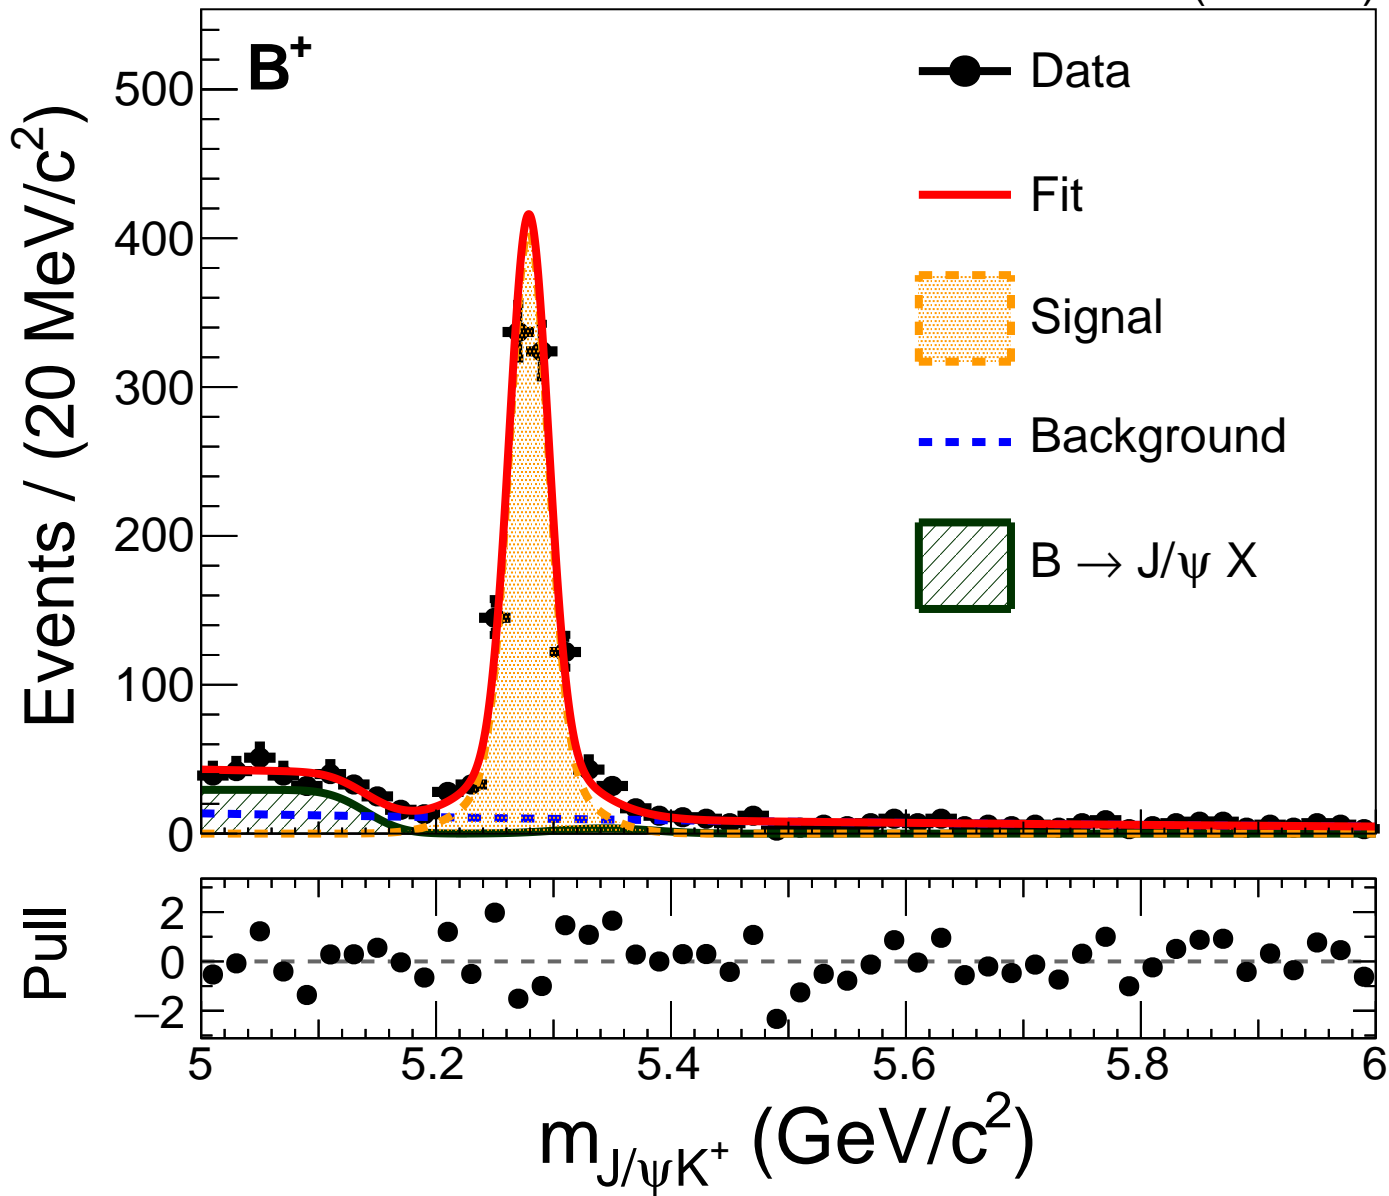 B⁺
Data
Fit
Signal
Background
B → J/ψ X
Events / (20 MeV/c²)
500
400
300
200
100
0
Pull
2
0
−2
5 5.2 5.4 5.6 5.8 6
m_{J/ψK⁺} (GeV/c²)